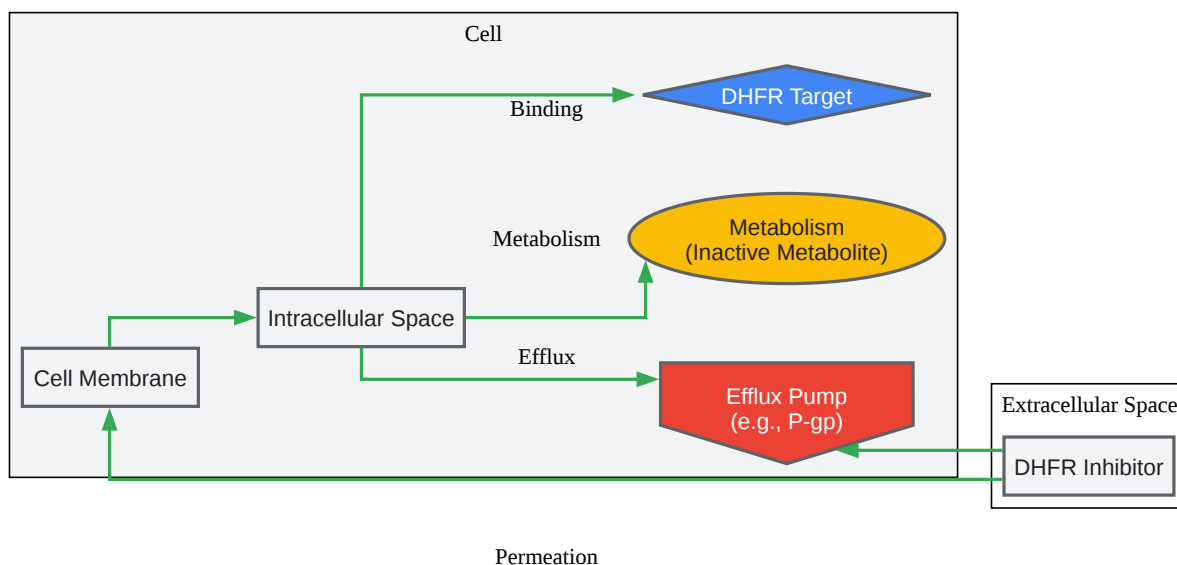 Cell
DHFR Target
Binding
Metabolism
(Inactive Metabolite)
Metabolism
Intracellular Space
Efflux
Cell Membrane
Efflux Pump
(e.g., P-gp)
Extracellular Space
DHFR Inhibitor
Permeation